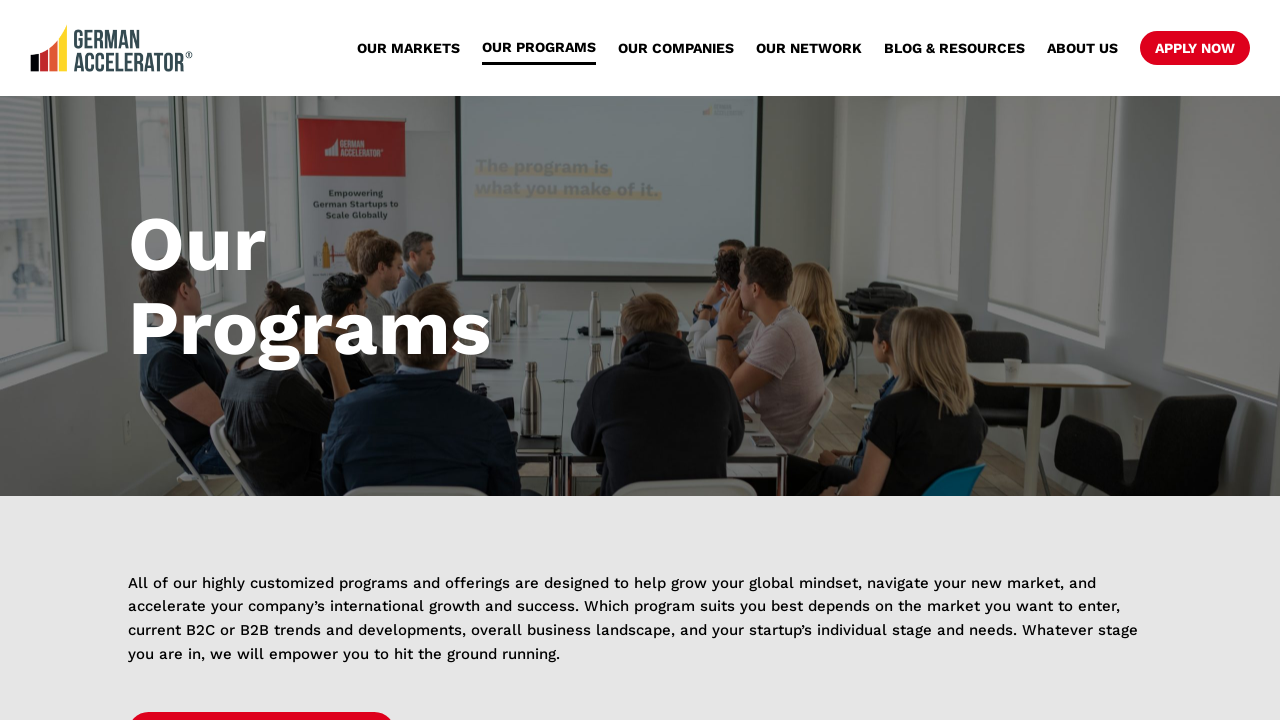 GERMAN
ACCELERATOR®
OUR MARKETS
OUR PROGRAMS
OUR COMPANIES
OUR NETWORK
BLOG & RESOURCES
ABOUT US
APPLY NOW
GERMAN
ACCELERATOR
GERMAN
ACCELERATOR
Empowering
German Startups to
Scale Globally
The program is
what you make of it.
Our
Programs
All of our highly customized programs and offerings are designed to help grow your global mindset, navigate your new market, and
accelerate your company’s international growth and success. Which program suits you best depends on the market you want to enter,
current B2C or B2B trends and developments, overall business landscape, and your startup’s individual stage and needs. Whatever stage
you are in, we will empower you to hit the ground running.